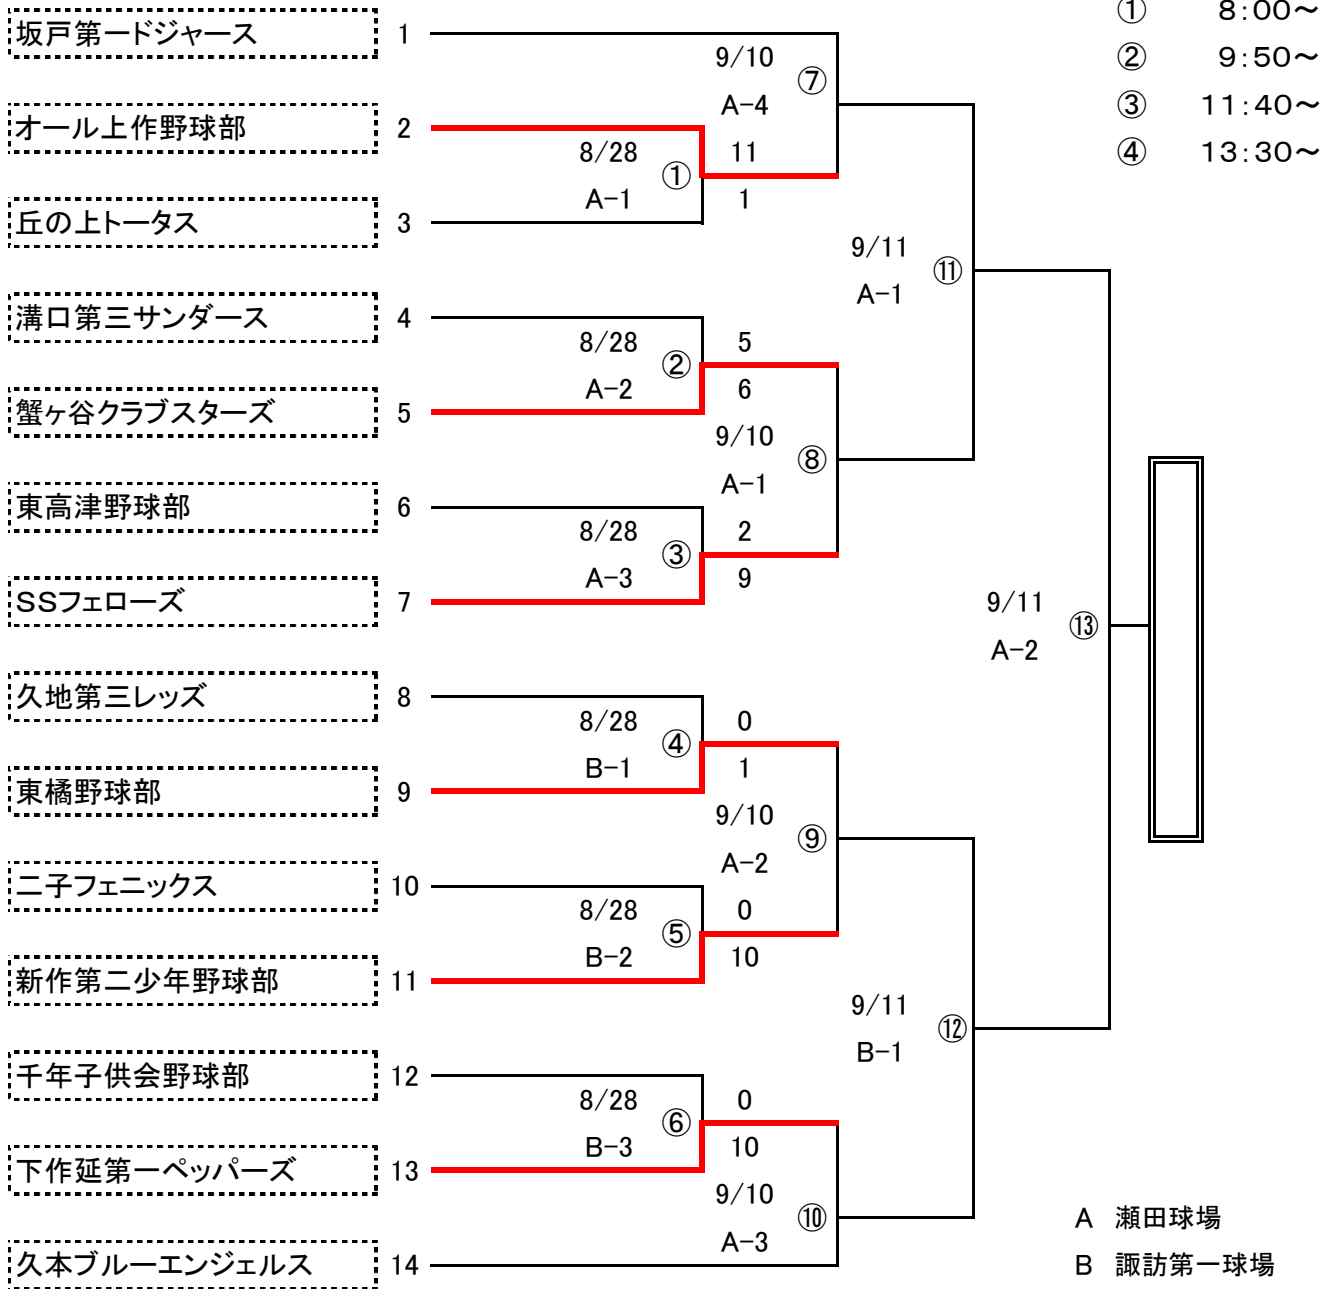 ① 8:00～
坂戸第一ドジャース 1
9/10 ⑦
② 9:50～
A-4
③ 11:40～
オール上作野球部 2
8/28 ① 11
④ 13:30～
A-1 1
丘の上トータス 3
9/11 ⑪
A-1
溝口第三サンダース 4
8/28 ② 5
A-2 6
蟹ヶ谷クラブスターズ 5
9/10 ⑧
A-1
東高津野球部 6
8/28 ③ 2
A-3 9
SSフェローズ 7
9/11 ⑬
A-2
久地第三レッズ 8
8/28 ④ 0
B-1 1
東橘野球部 9
9/10 ⑨
A-2
二子フェニックス 10
8/28 ⑤ 0
B-2 10
新作第二少年野球部 11
9/11 ⑫
B-1
千年子供会野球部 12
8/28 ⑥ 0
B-3 10
下作延第一ペッパーズ 13
9/10 ⑩
A-3
A 瀬田球場
久本ブルーエンジェルス 14
B 諏訪第一球場